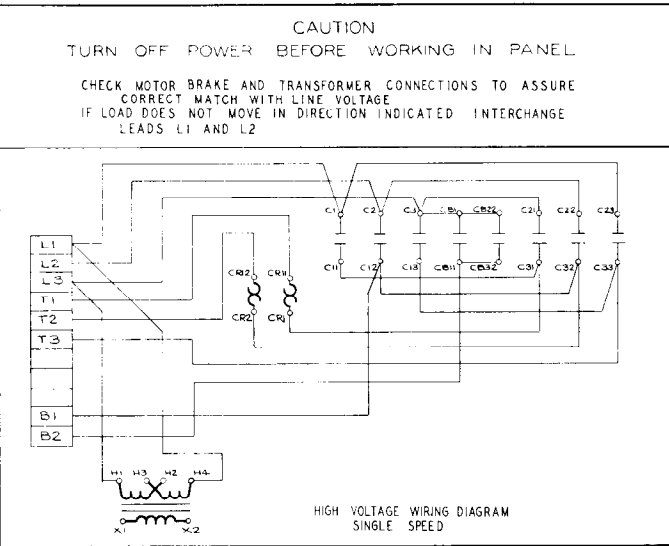 CAUTION
TURN OFF POWER BEFORE WORKING IN PANEL
CHECK MOTOR BRAKE AND TRANSFORMER CONNECTIONS TO ASSURE
CORRECT MATCH WITH LINE VOLTAGE
IF LOAD DOES NOT MOVE IN DIRECTION INDICATED INTERCHANGE
LEADS L1 AND L2
C1 C2 C3 CB1 CB22 C21 C22 C23
L1
L2
L3
T1
T2
T3
B1
B2
C11 C12 C13 CB11 CB32 C31 C32 C33
CR12 CR11
CR2 CR1
H1 H3 H2 H4
X1 X2
HIGH VOLTAGE WIRING DIAGRAM
SINGLE SPEED